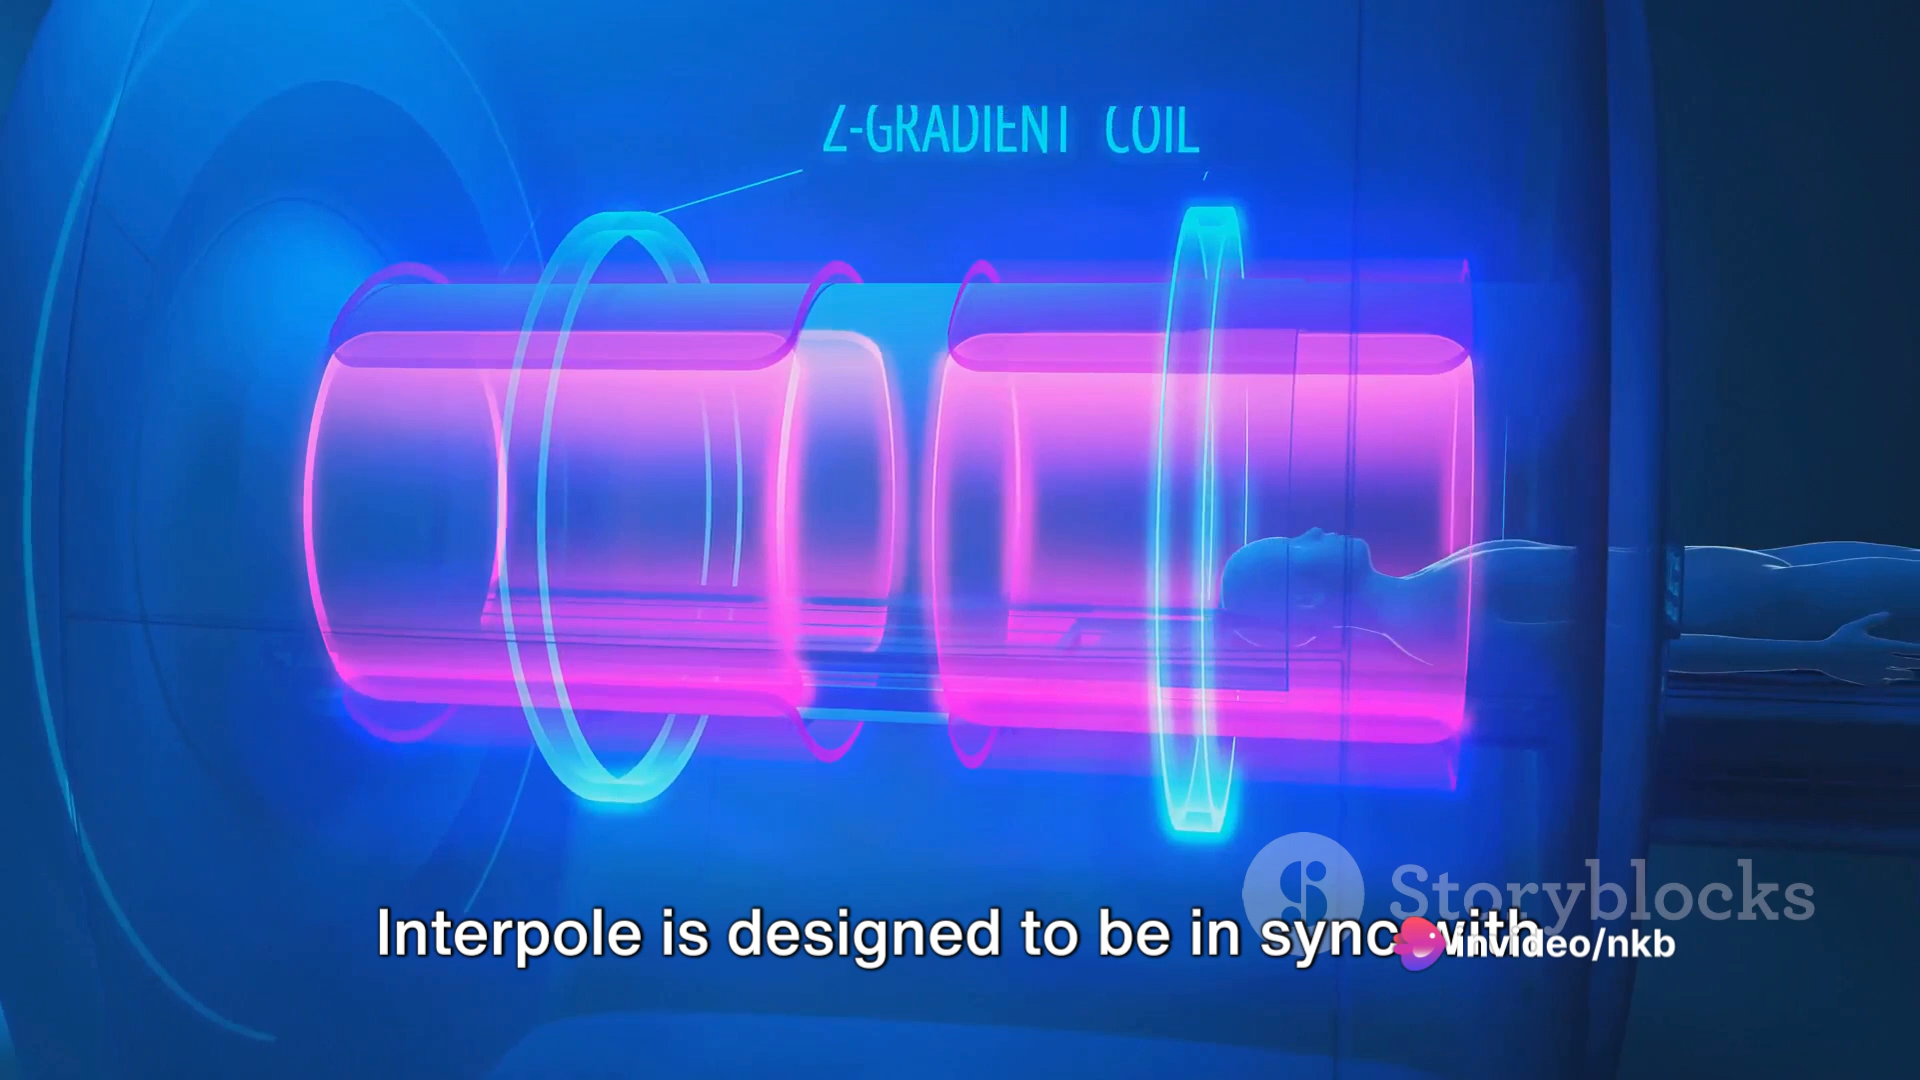 Z-GRADIENT COIL
Storyblocks
Interpole is designed to be in sync with
invideo/nkb